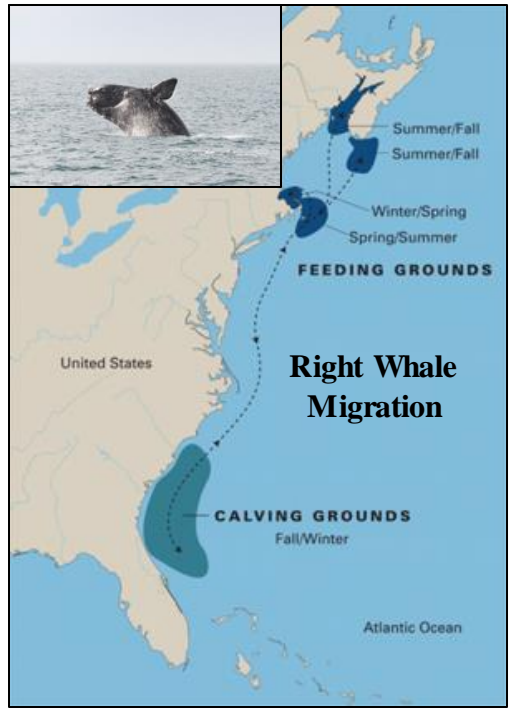 Summer/Fall
Summer/Fall
Winter/Spring
Spring/Summer
FEEDING GROUNDS
United States
Right Whale
Migration
CALVING GROUNDS
Fall/Winter
Atlantic Ocean